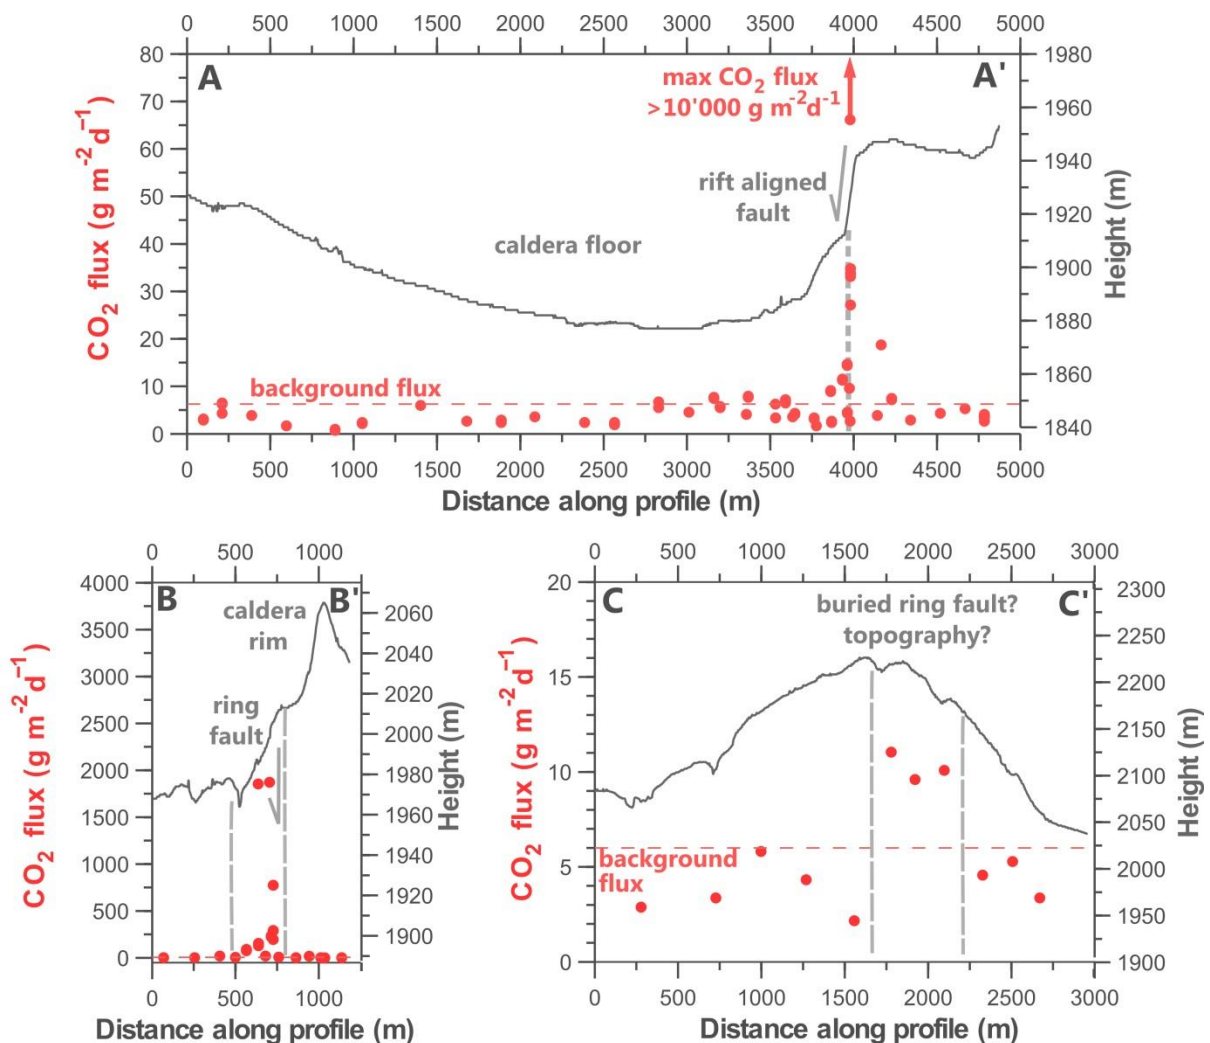 0 500 1000 1500 2000 2500 3000 3500 4000 4500 5000
80 1980
A max CO2 flux A'
>10'000 g m-2d-1
70 1960
60 1940
rift aligned
fault
50 1920
caldera floor
40 1900
30 1880
20 1860
background flux
10 1840
0
CO2 flux (g m-2 d-1)
Height (m)
0 500 1000 1500 2000 2500 3000 3500 4000 4500 5000
Distance along profile (m)
0 500 1000
4000
B B'
caldera
rim
3500 2060
3000 2040
ring
fault
2500 2020
2000 2000
1500 1980
1000 1960
500 1940
0 1920
1900
CO2 flux (g m-2 d-1)
Height (m)
0 500 1000
Distance along profile (m)
0 500 1000 1500 2000 2500 3000
20 2300
C buried ring fault? C'
topography?
2250
15 2200
2150
10 2100
2050
background
flux
5 2000
1950
0 1900
CO2 flux (g m-2 d-1)
Height (m)
0 500 1000 1500 2000 2500 3000
Distance along profile (m)